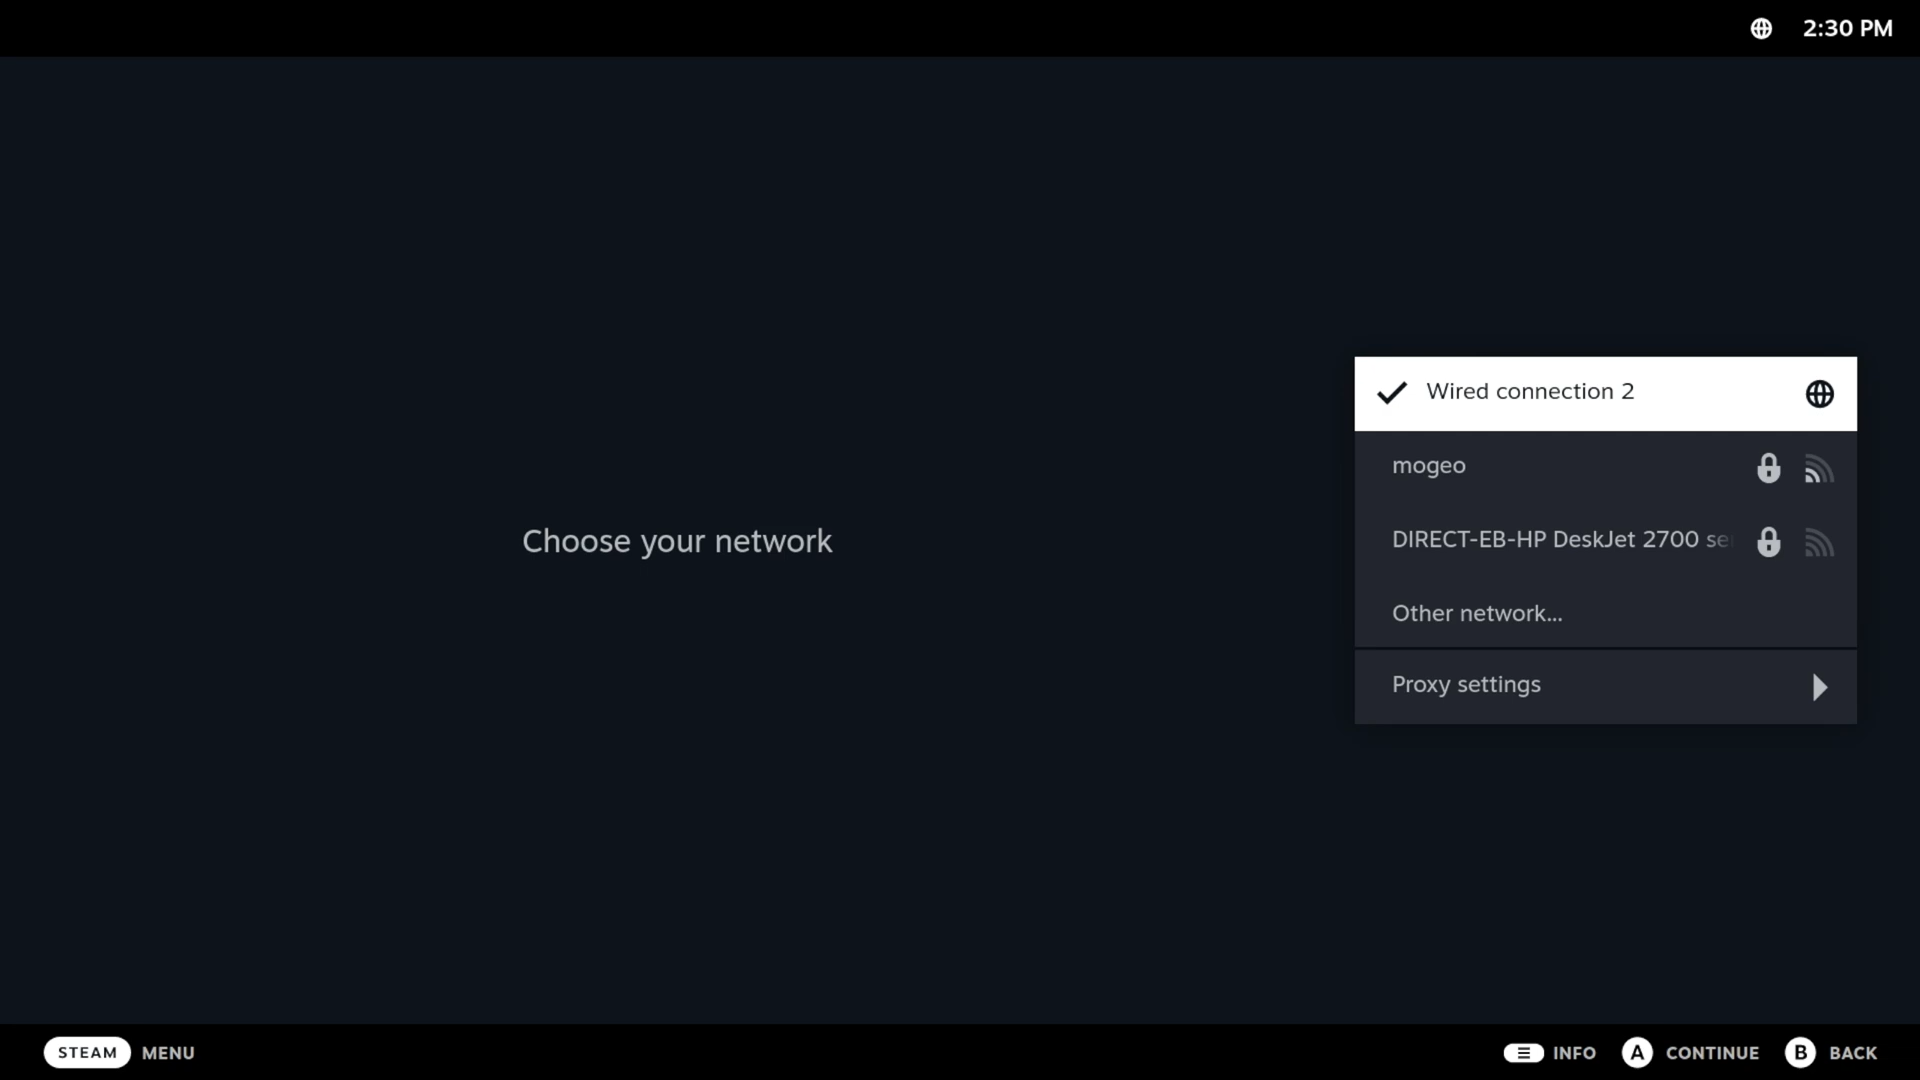 2:30 PM
Choose your network
Wired connection 2
mogeo
DIRECT-EB-HP DeskJet 2700 se
Other network...
Proxy settings
STEAM MENU
INFO A CONTINUE B BACK